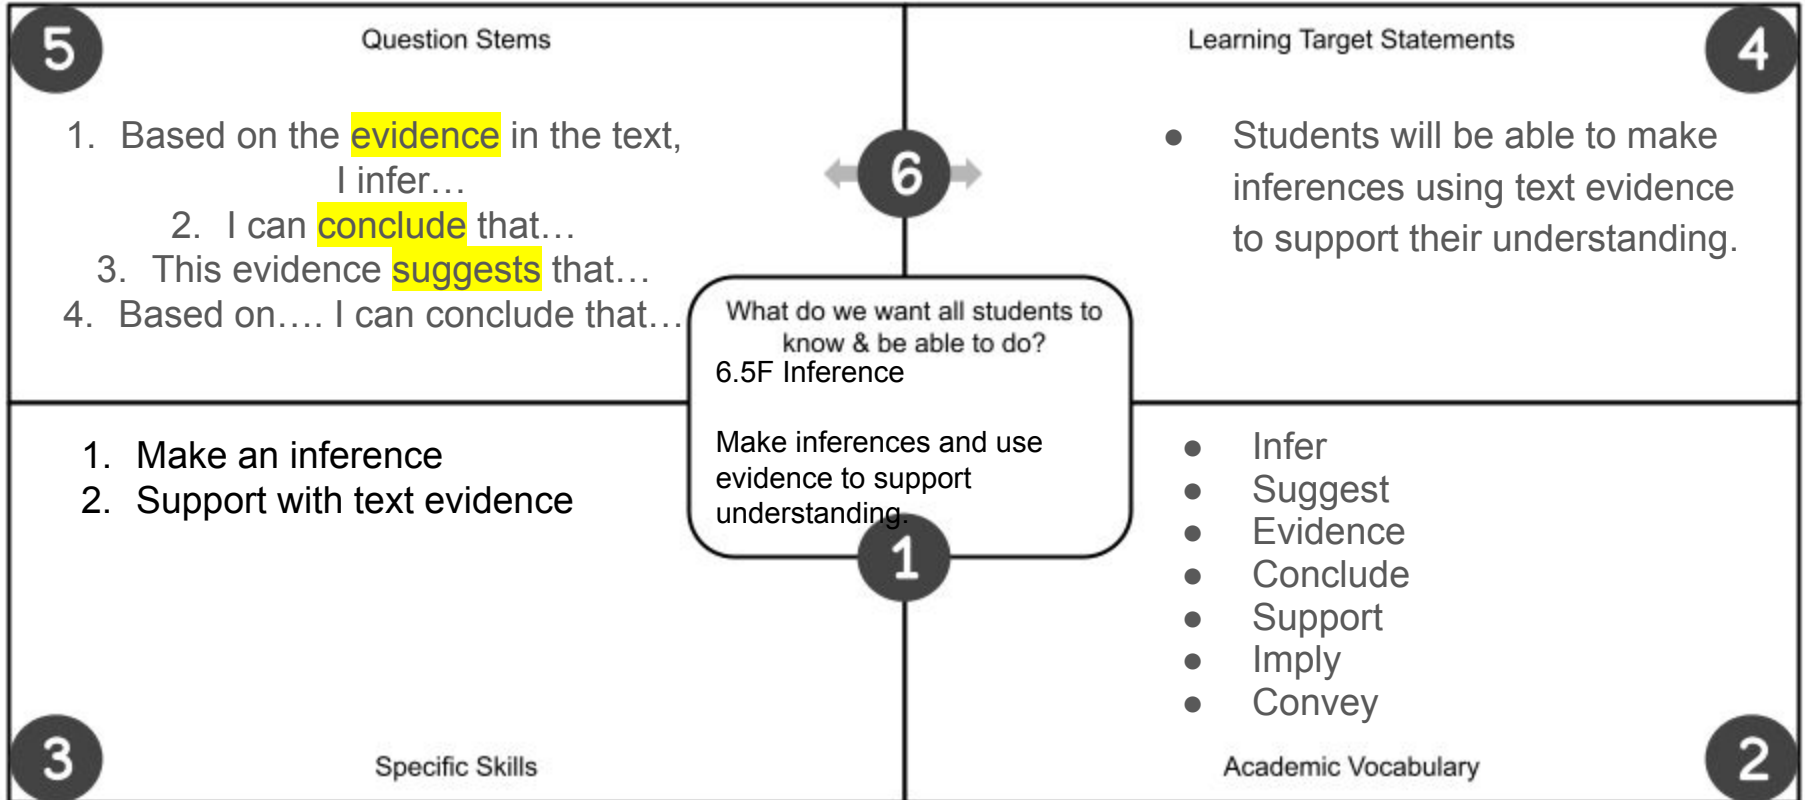 5
Question Stems
1. Based on the evidence in the text,
I infer…
2. I can conclude that…
3. This evidence suggests that…
4. Based on…. I can conclude that…
Learning Target Statements
4
● Students will be able to make
inferences using text evidence
to support their understanding.
6
What do we want all students to
know & be able to do?
6.5F Inference
Make inferences and use
evidence to support
understanding.
1
1. Make an inference
2. Support with text evidence
3
Specific Skills
● Infer
● Suggest
● Evidence
● Conclude
● Support
● Imply
● Convey
Academic Vocabulary
2